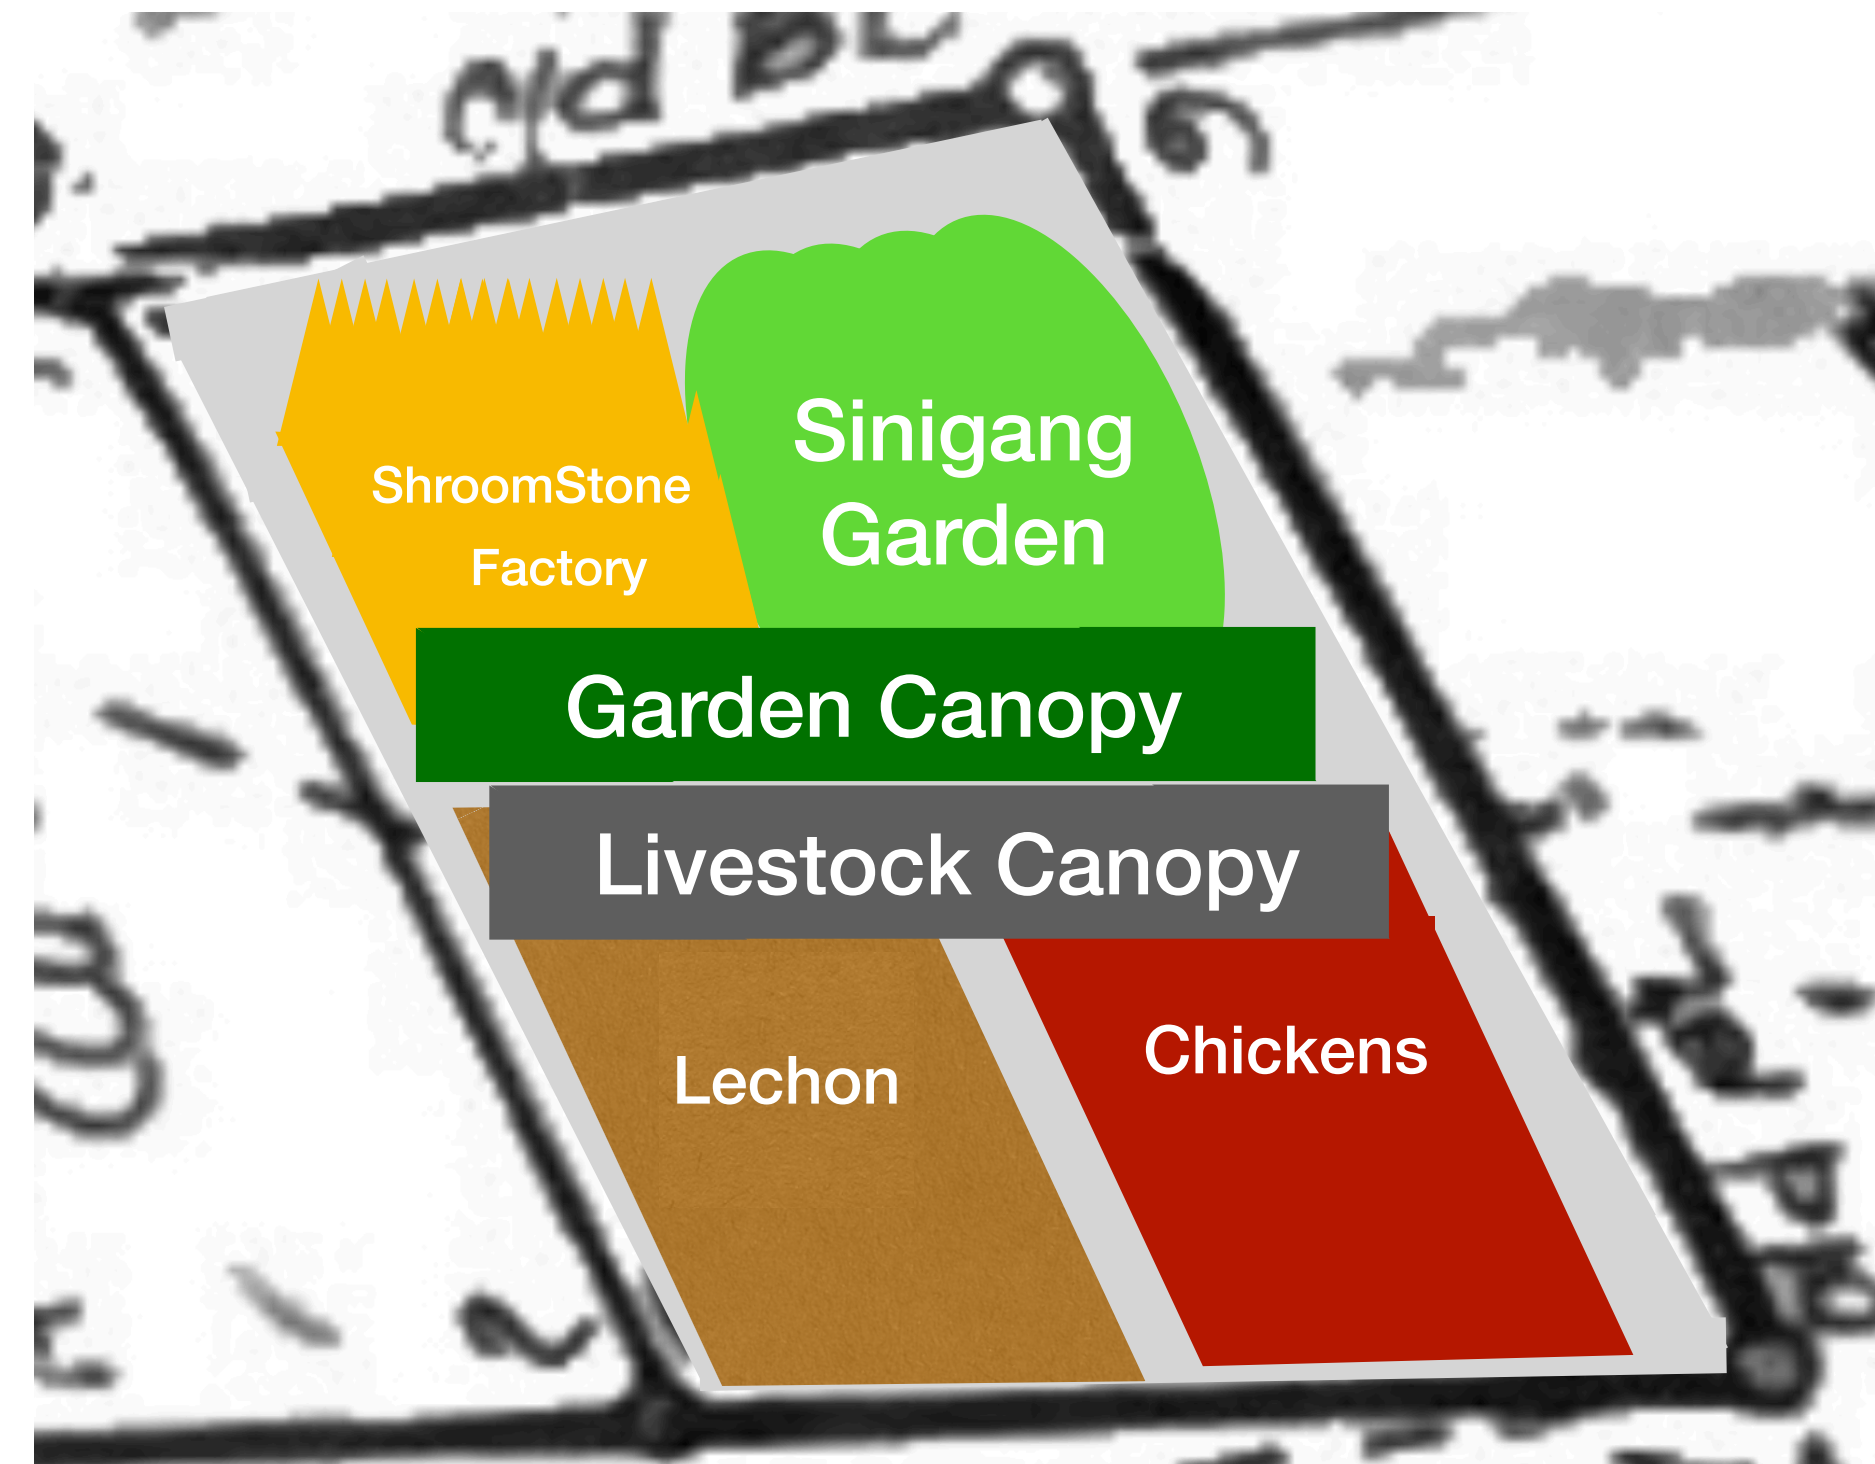 ShroomStone
Factory
Sinigang
Garden
Garden Canopy
Livestock Canopy
Lechon
Chickens